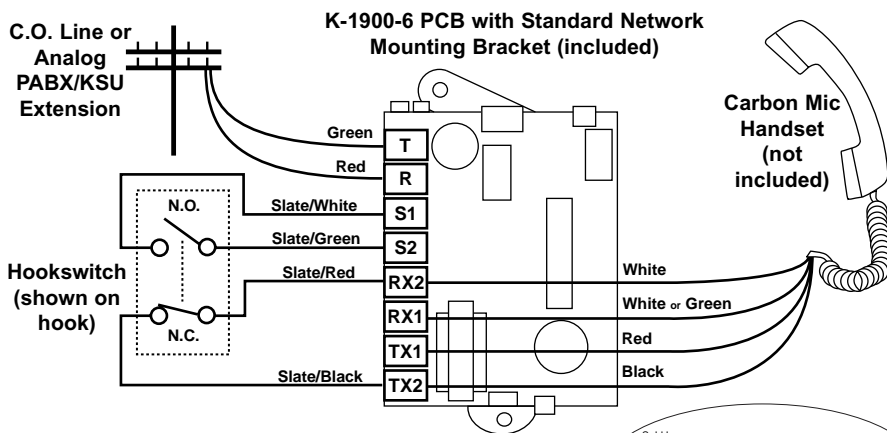 K-1900-6 PCB with Standard Network
Mounting Bracket (included)
C.O. Line or
Analog
PABX/KSU
Extension
Carbon Mic
Handset
(not
included)
Green
T
Red
R
Slate/White
S1
N.O.
Slate/Green
S2
Hookswitch
(shown on
hook)
Slate/Red
RX2
White
RX1
White or Green
N.C.
TX1
Red
Slate/Black
TX2
Black